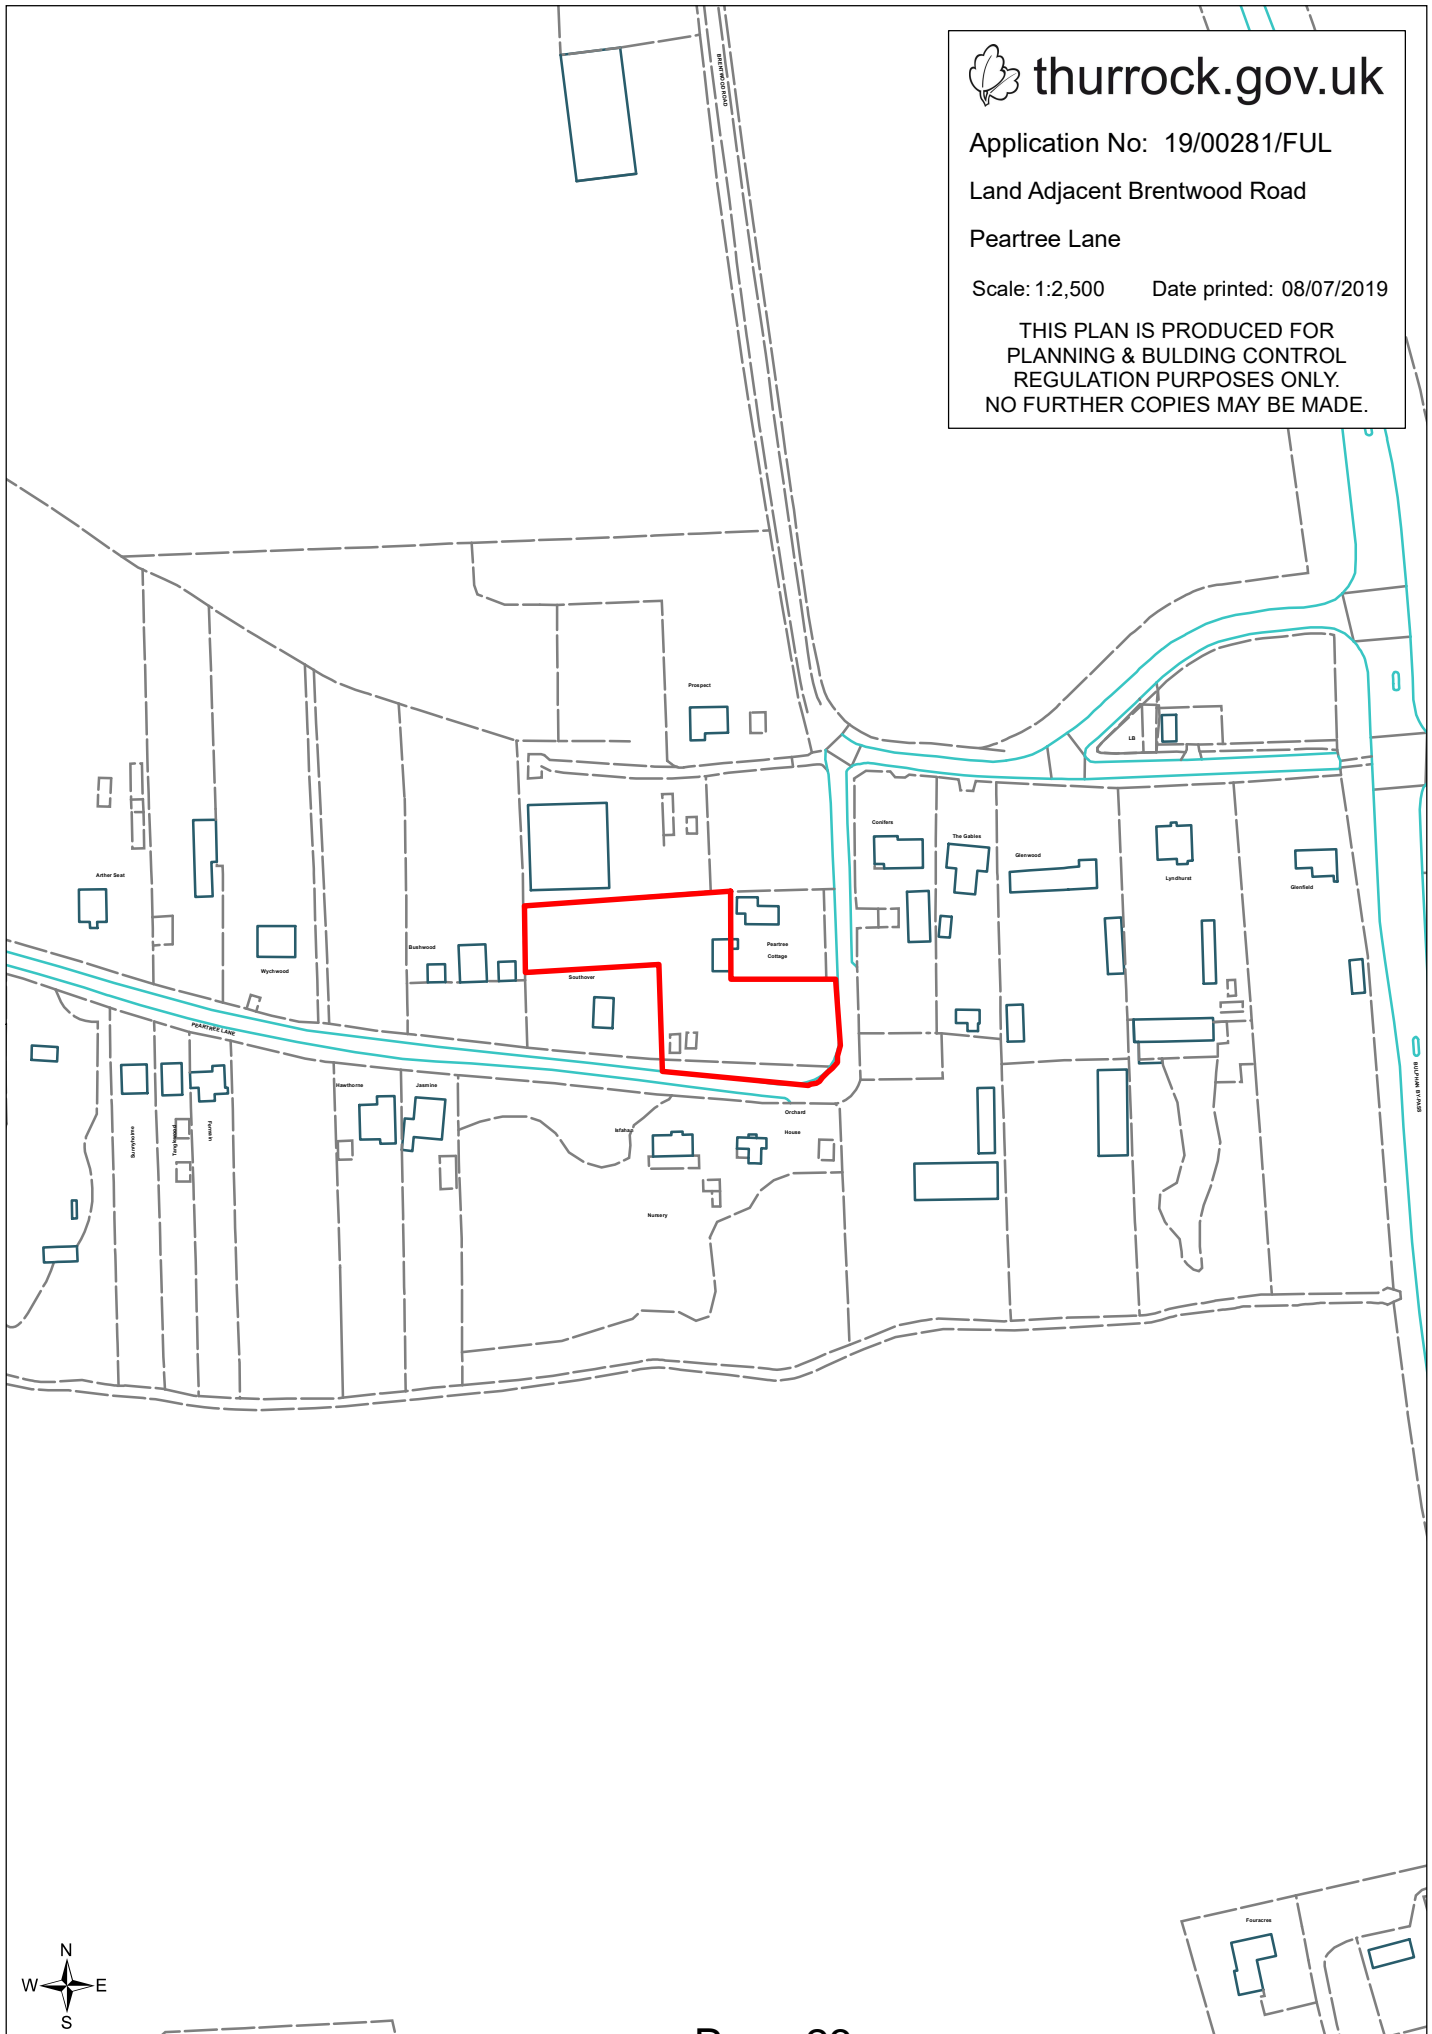 thurrock.gov.uk
Application No: 19/00281/FUL
Land Adjacent Brentwood Road
Peartree Lane
Scale: 1:2,500 Date printed: 08/07/2019
THIS PLAN IS PRODUCED FOR
PLANNING & BULDING CONTROL
REGULATION PURPOSES ONLY.
NO FURTHER COPIES MAY BE MADE.
BRENTWOOD ROAD
Prospect
LB
Conifers
The Gables
Glenwood
Lyndhurst
Glenfield
Arther Seat
Wychwood
Bushwood
Southover
Peartree
Cottage
PEARTREE LANE
BULPHAN BY-PASS
Hawthorne
Jasmine
Sunnyholme
Tanglewood
Isfahan
Orchard
House
Nursery
Fouracres
N
W E
S